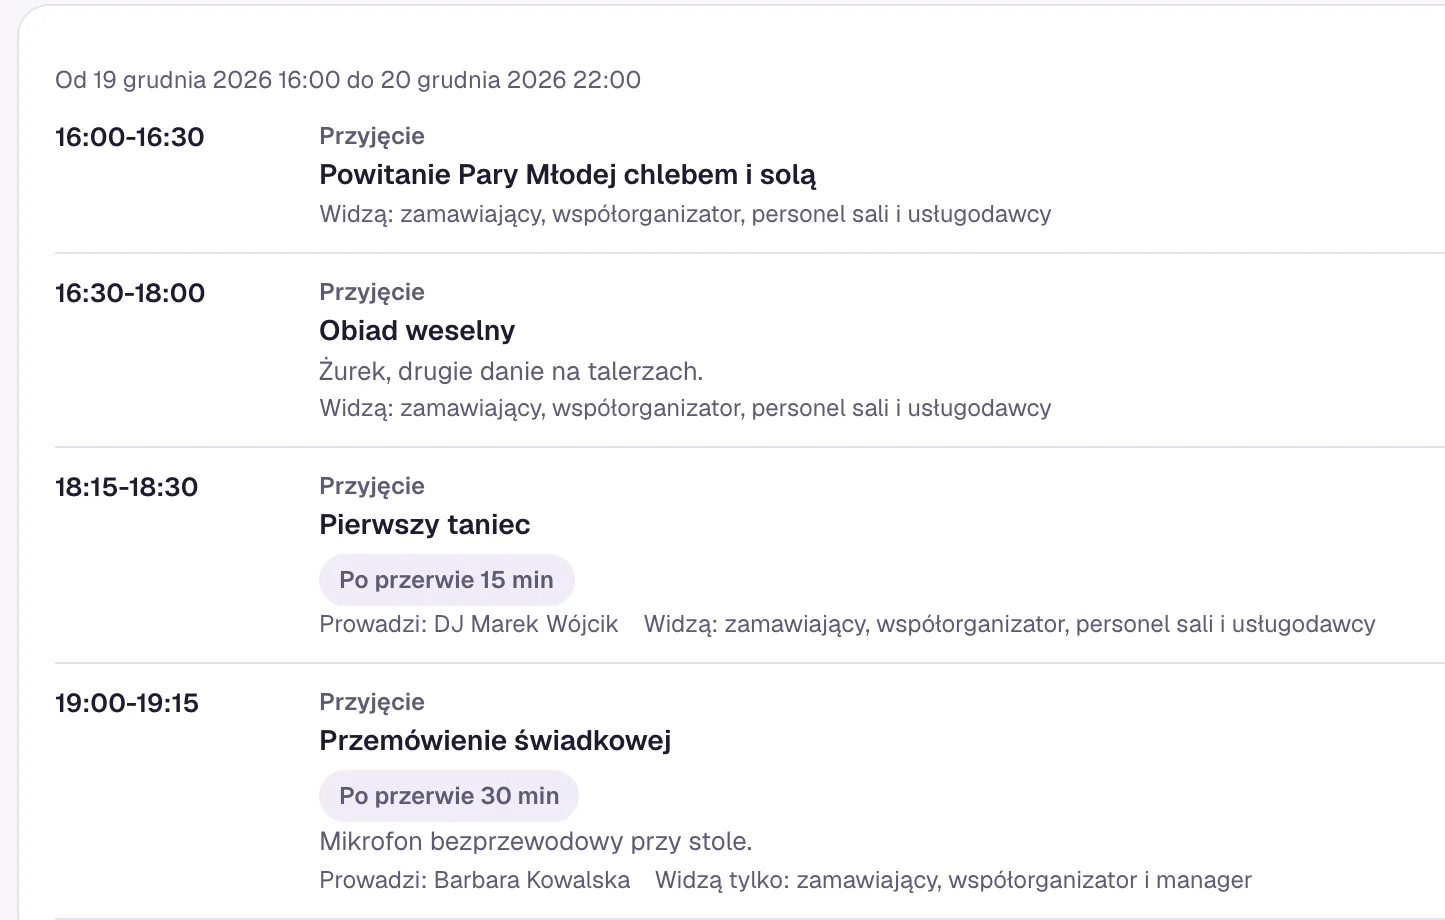 Od 19 grudnia 2026 16:00 do 20 grudnia 2026 22:00
16:00-16:30
Przyjęcie
Powitanie Pary Młodej chlebem i solą
Widzą: zamawiający, współorganizator, personel sali i usługodawcy
16:30-18:00
Przyjęcie
Obiad weselny
Żurek, drugie danie na talerzach.
Widzą: zamawiający, współorganizator, personel sali i usługodawcy
18:15-18:30
Przyjęcie
Pierwszy taniec
Po przerwie 15 min
Prowadzi: DJ Marek Wójcik Widzą: zamawiający, współorganizator, personel sali i usługodawcy
19:00-19:15
Przyjęcie
Przemówienie świadkowej
Po przerwie 30 min
Mikrofon bezprzewodowy przy stole.
Prowadzi: Barbara Kowalska Widzą tylko: zamawiający, współorganizator i manager